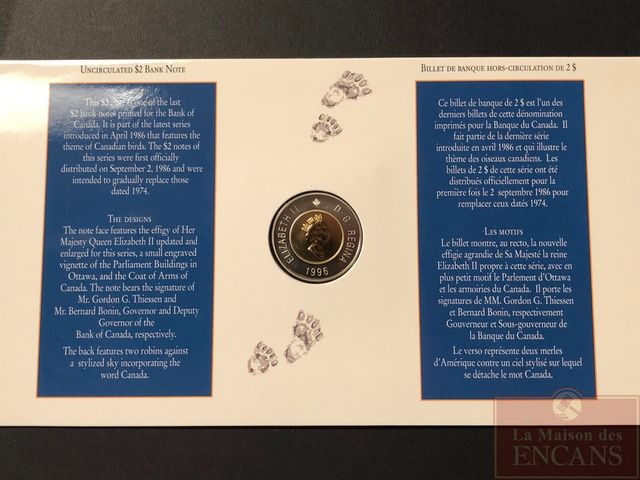 UNCIRCULATED $2 BANK NOTE
This $2 note is one of the last
$2 bank notes printed for the Bank of
Canada. It is part of the latest series
introduced in April 1986 that features the
theme of Canadian birds. The $2 notes of
this series were first officially
distributed on September 2, 1986 and were
intended to gradually replace those
dated 1974.
THE DESIGNS
The note face features the effigy of Her
Majesty Queen Elizabeth II updated and
enlarged for this series, a small engraved
vignette of the Parliament Buildings in
Ottawa, and the Coat of Arms of
Canada. The note bears the signature of
Mr. Gordon G. Thiessen and
Mr. Bernard Bonin, Governor and Deputy
Governor of the
Bank of Canada, respectively.
The back features two robins against
a stylized sky incorporating the
word Canada.
ELIZABETH II D·G·REGINA
1996
BILLET DE BANQUE HORS-CIRCULATION DE 2 $
Ce billet de banque de 2 $ est l'un des
derniers billets de cette dénomination
imprimés pour la Banque du Canada. Il
fait partie de la dernière série
introduite en avril 1986 et qui illustre le
thème des oiseaux canadiens. Les
billets de 2 $ de cette série ont été
distribués officiellement pour la
première fois le 2 septembre 1986 pour
remplacer ceux datés 1974.
LES MOTIFS
Le billet montre, au recto, la nouvelle
effigie agrandie de Sa Majesté la reine
Elizabeth II propre à cette série, avec en
plus petit motif le Parlement d'Ottawa
et les armoiries du Canada. Il porte les
signatures de MM. Gordon G. Thiessen
et Bernard Bonin, respectivement
Gouverneur et Sous-gouverneur de
la Banque du Canada.
Le verso représente deux merles
d'Amérique contre un ciel stylisé sur lequel
se détache le mot Canada.
La Maison des
ENCANS